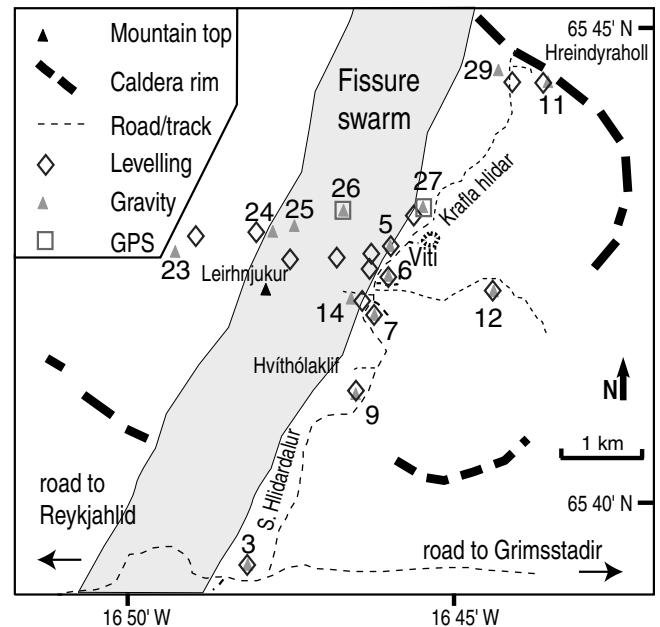 Mountain top
Caldera rim
Road/track
Levelling
Gravity
GPS
Fissure
swarm
65 45' N
Hreindyraholl
29
11
Krafla hlidar
27
26
25
24
23
5
Viti
6
Leirhnjukur
14
7
12
Hvíthólaklif
9
N
1 km
S. Hlidardalur
road to
Reykjahlid
65 40' N
3
road to Grimsstadir
16 50' W
16 45' W